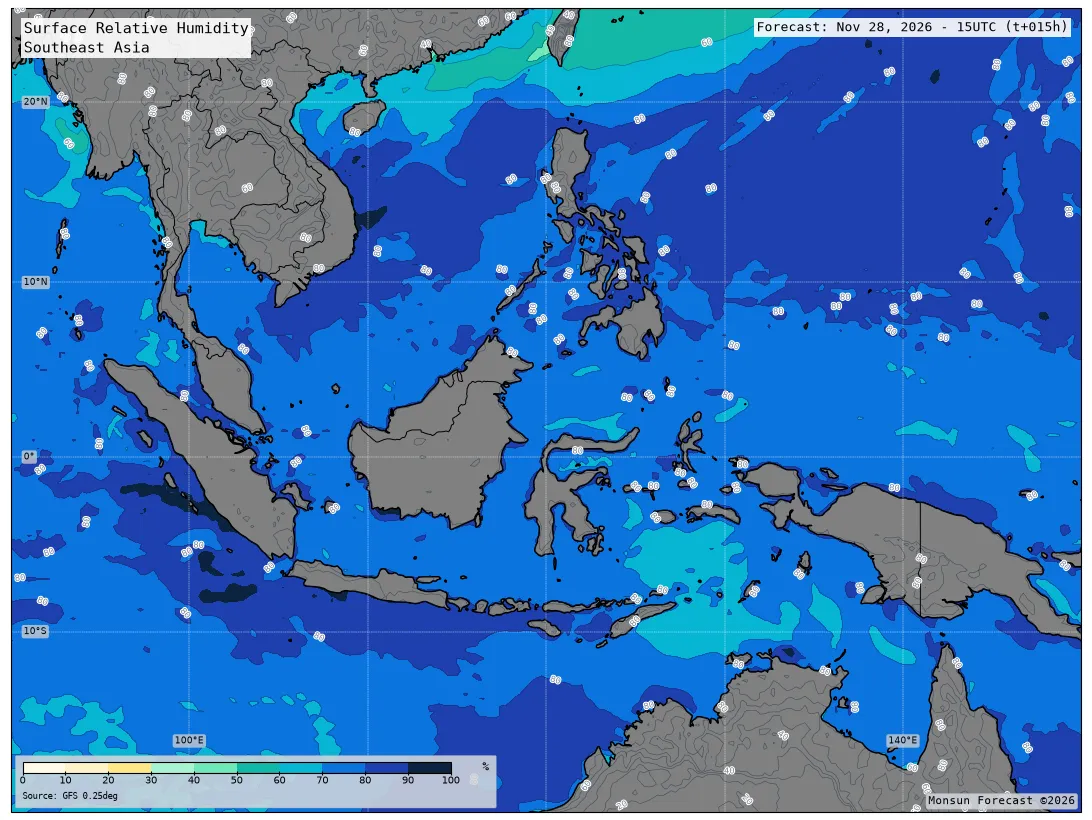 Surface Relative Humidity
Southeast Asia
Forecast: Nov 28, 2026 - 15UTC (t+015h)
20°N
10°N
0°
10°S
100°E
140°E
0 10 20 30 40 50 60 70 80 90 100 %
Source: GFS 0.25deg
Monsun Forecast ©2026